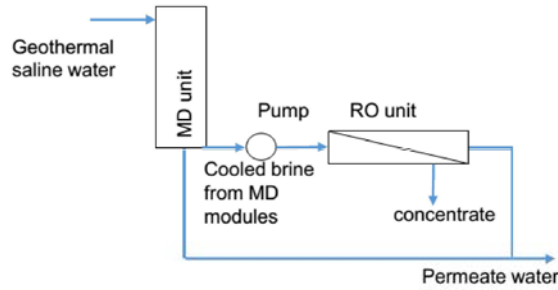 Geothermal
saline water
MD unit
Pump
RO unit
Cooled brine
from MD
modules
concentrate
Permeate water